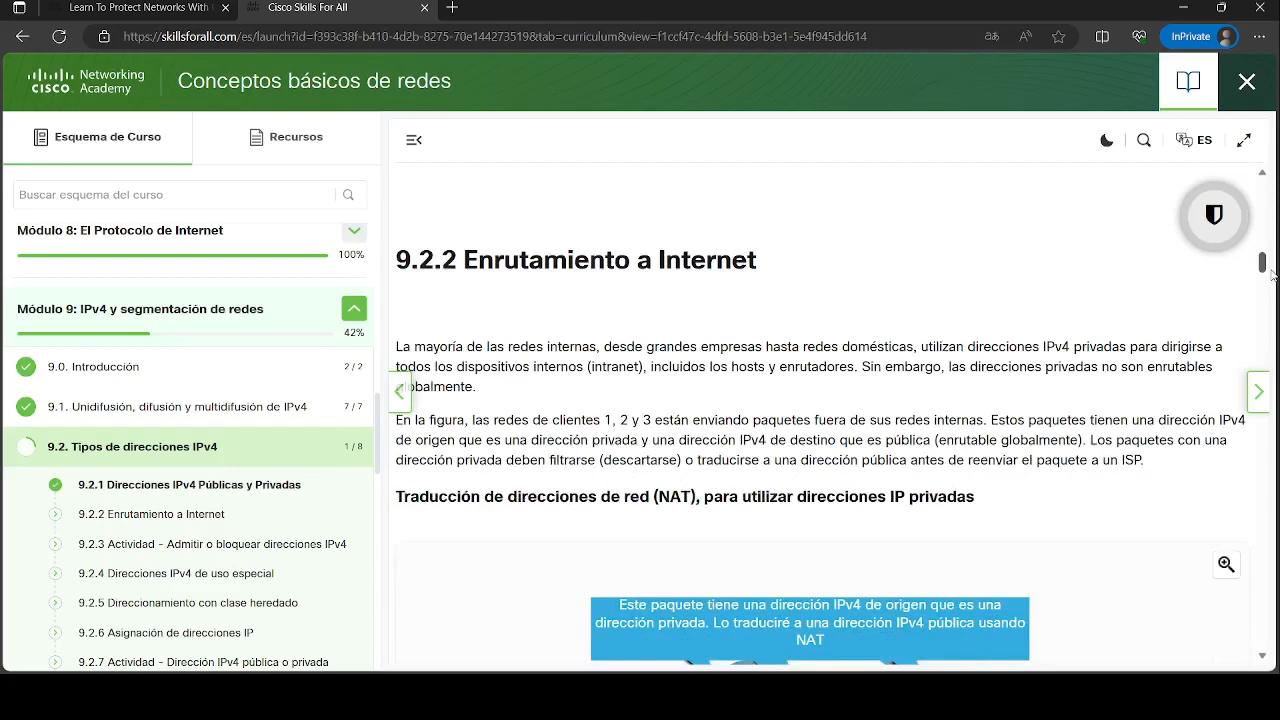 Learn To Protect Networks With
Cisco Skills For All
https://skillsforall.com/es/launch?id=f393c38f-b410-4d2b-8275-70e144273519&tab=curriculum&view=f1ccf47c-4dfd-5608-b3e1-5e4f945dd614
InPrivate
Networking
CISCO Academy
Conceptos básicos de redes
Esquema de Curso
Recursos
ES
Buscar esquema del curso
Módulo 8: El Protocolo de Internet
100%
Módulo 9: IPv4 y segmentación de redes
42%
9.0. Introducción
2 / 2
9.1. Unidifusión, difusión y multidifusión de IPv4
7 / 7
9.2. Tipos de direcciones IPv4
1 / 8
9.2.1 Direcciones IPv4 Públicas y Privadas
9.2.2 Enrutamiento a Internet
9.2.3 Actividad - Admitir o bloquear direcciones IPv4
9.2.4 Direcciones IPv4 de uso especial
9.2.5 Direccionamiento con clase heredado
9.2.6 Asignación de direcciones IP
9.2.7 Actividad - Dirección IPv4 pública o privada
9.2.2 Enrutamiento a Internet
La mayoría de las redes internas, desde grandes empresas hasta redes domésticas, utilizan direcciones IPv4 privadas para dirigirse a
todos los dispositivos internos (intranet), incluidos los hosts y enrutadores. Sin embargo, las direcciones privadas no son enrutables
globalmente.
En la figura, las redes de clientes 1, 2 y 3 están enviando paquetes fuera de sus redes internas. Estos paquetes tienen una dirección IPv4
de origen que es una dirección privada y una dirección IPv4 de destino que es pública (enrutable globalmente). Los paquetes con una
dirección privada deben filtrarse (descartarse) o traducirse a una dirección pública antes de reenviar el paquete a un ISP.
Traducción de direcciones de red (NAT), para utilizar direcciones IP privadas
Este paquete tiene una dirección IPv4 de origen que es una
dirección privada. Lo traduciré a una dirección IPv4 pública usando
NAT